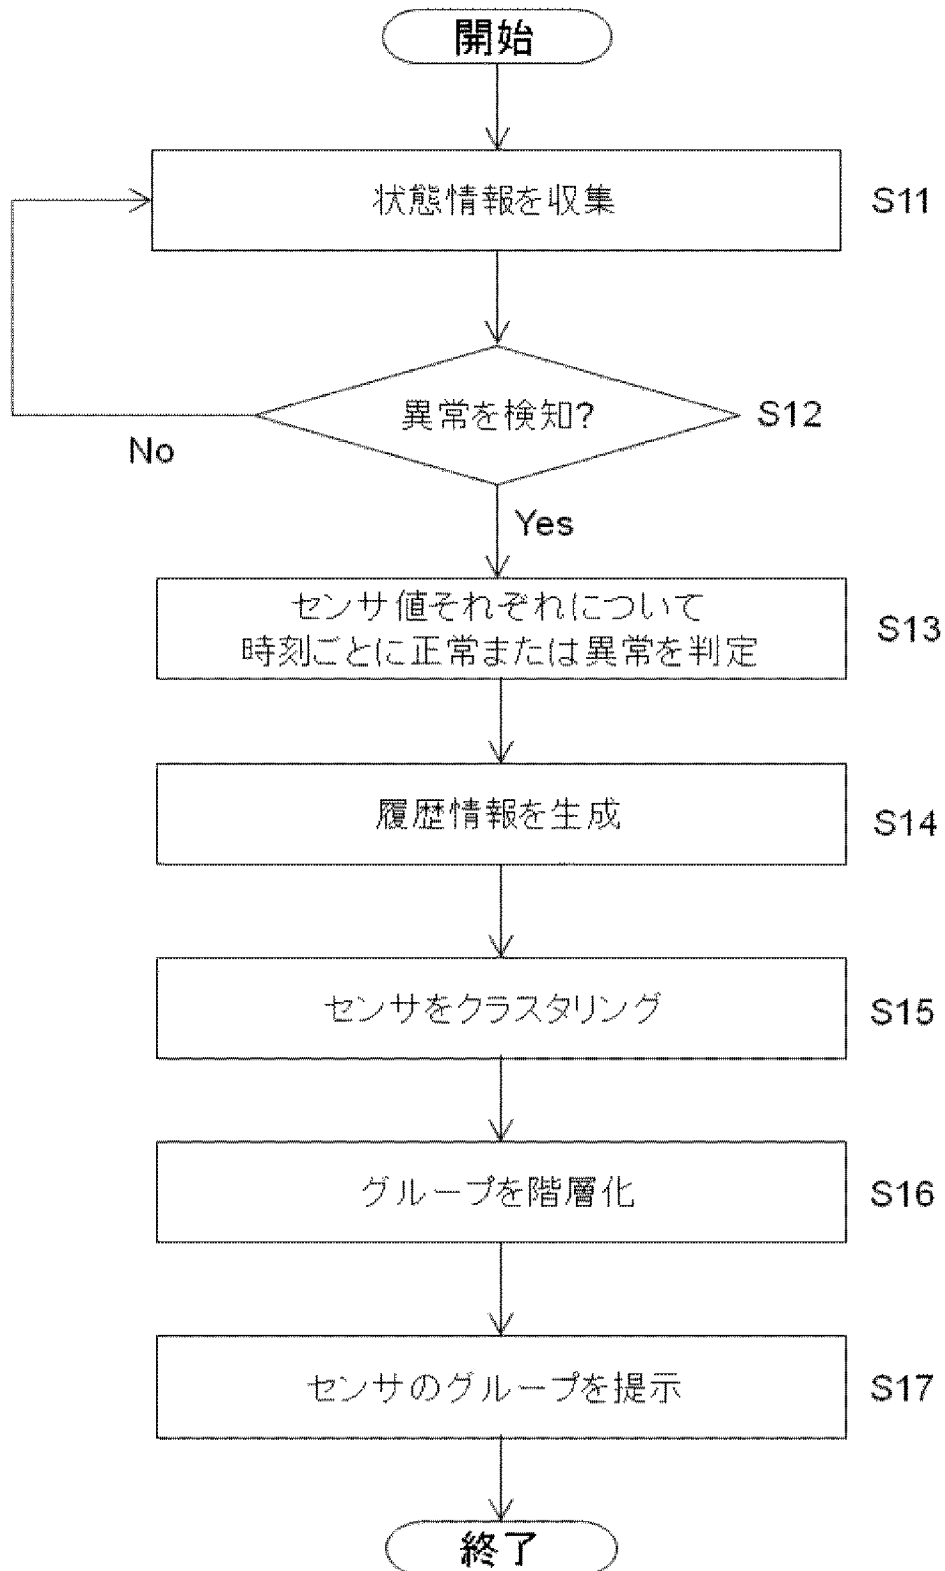 開始
状態情報を収集
S11
異常を検知?
S12
No
Yes
センサ値それぞれについて
時刻ごとに正常または異常を判定
S13
履歴情報を生成
S14
センサをクラスタリング
S15
グループを階層化
S16
センサのグループを提示
S17
終了